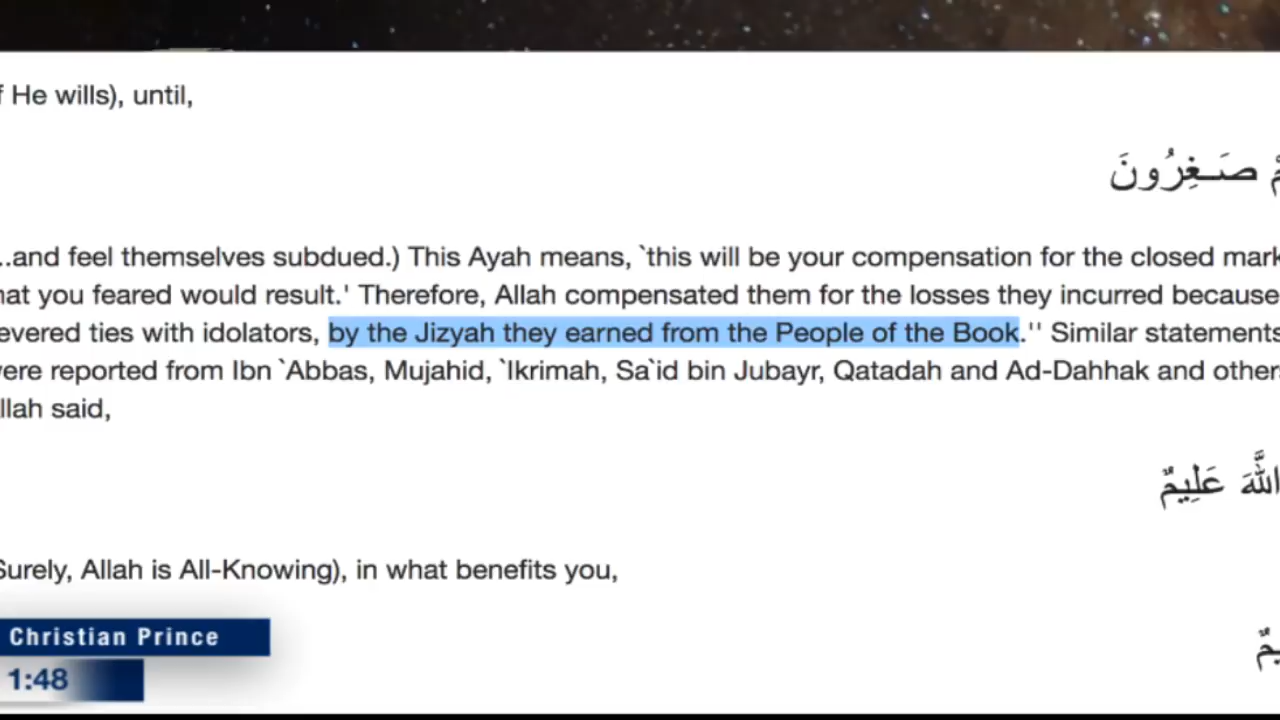 f He wills), until,
مْ صَـغِرُونَ
..and feel themselves subdued.) This Ayah means, `this will be your compensation for the closed mark
hat you feared would result.' Therefore, Allah compensated them for the losses they incurred because
evered ties with idolators, by the Jizyah they earned from the People of the Book.'' Similar statements
were reported from Ibn `Abbas, Mujahid, `Ikrimah, Sa`id bin Jubayr, Qatadah and Ad-Dahhak and others
llah said,
اللَّهَ عَلِيمٌ
Surely, Allah is All-Knowing), in what benefits you,
يمٌ
Christian Prince
1:48